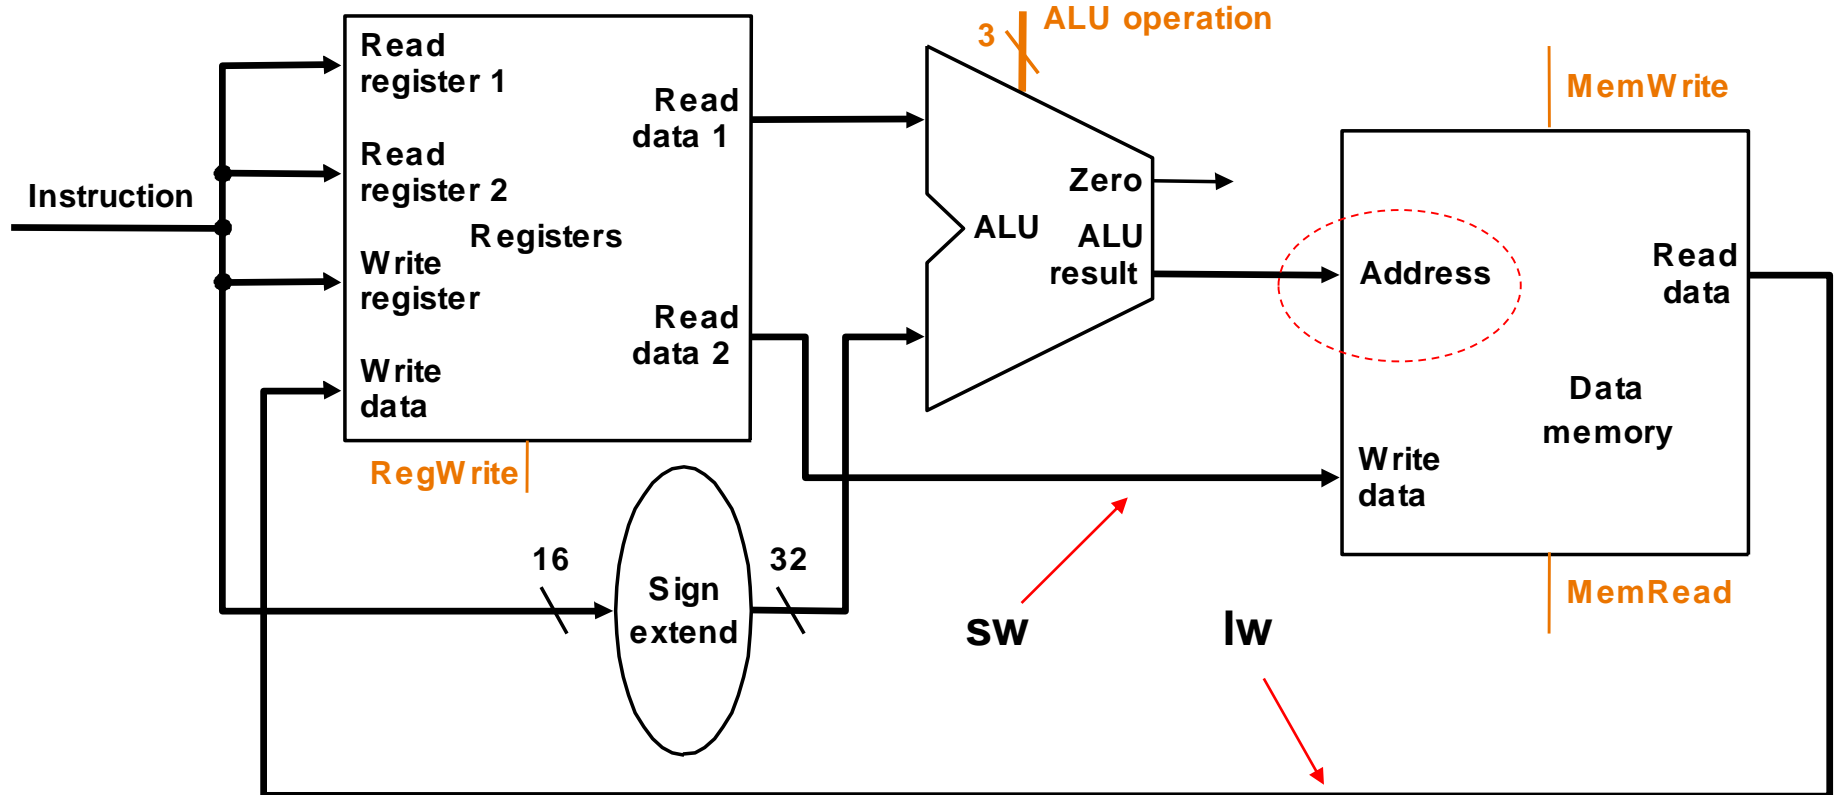 ALU operation
3
Read
register 1
Read
data 1
MemWrite
Read
register 2
Instruction
Registers
Zero
ALU
ALU
result
Write
register
Address
Read
data
Read
data 2
Write
data
Data
memory
RegWrite
Write
data
16
32
Sign
extend
MemRead
sw
lw